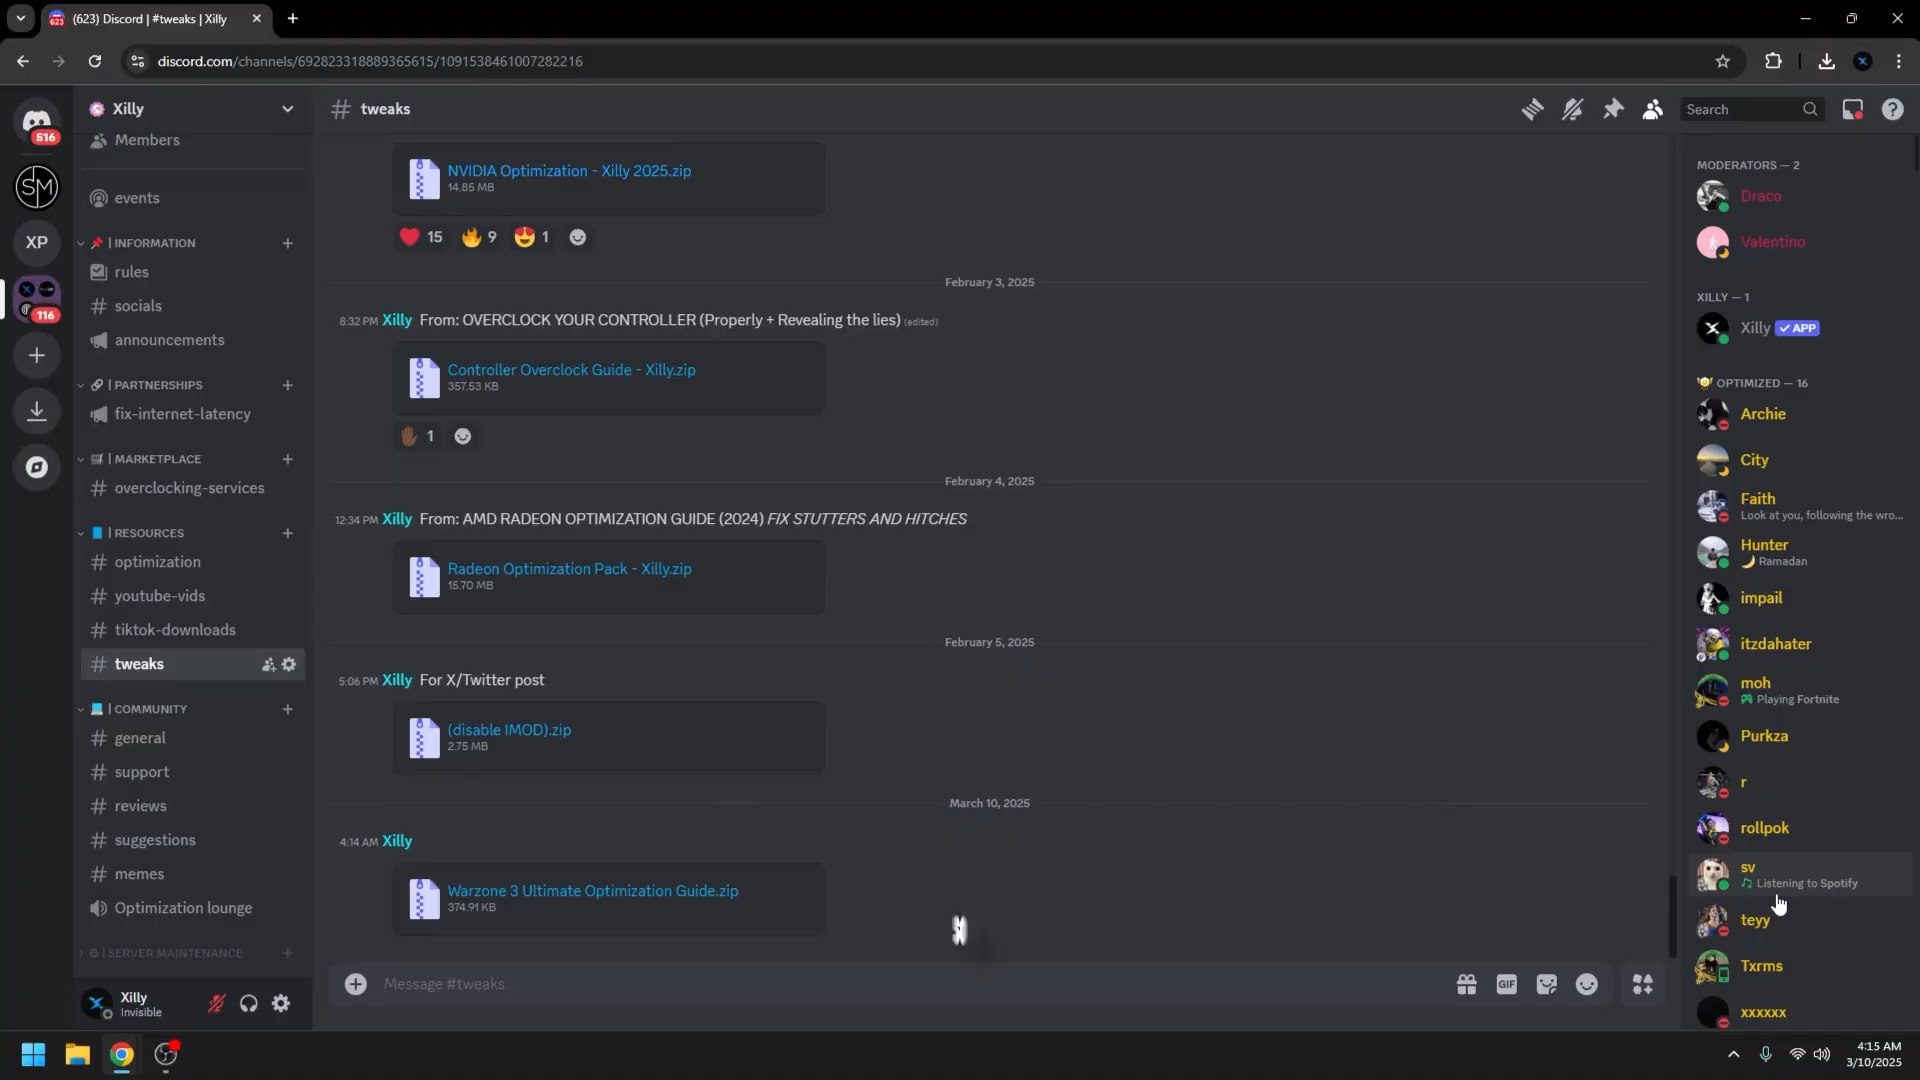 623
(623) Discord | #tweaks | Xilly
discord.com/channels/692823318889365615/1091538461007282216
516
SM
XP
116
Xilly
Members
events
| INFORMATION
rules
socials
announcements
| PARTNERSHIPS
fix-internet-latency
| MARKETPLACE
overclocking-services
| RESOURCES
optimization
youtube-vids
tiktok-downloads
tweaks
| COMMUNITY
general
support
reviews
suggestions
memes
Optimization lounge
| SERVER MAINTENANCE
Xilly
Invisible
tweaks
Search
NVIDIA Optimization - Xilly 2025.zip
14.85 MB
15 9 1
February 3, 2025
8:32 PM Xilly From: OVERCLOCK YOUR CONTROLLER (Properly + Revealing the lies) (edited)
Controller Overclock Guide - Xilly.zip
357.53 KB
1
February 4, 2025
12:34 PM Xilly From: AMD RADEON OPTIMIZATION GUIDE (2024) FIX STUTTERS AND HITCHES
Radeon Optimization Pack - Xilly.zip
15.70 MB
February 5, 2025
5:06 PM Xilly For X/Twitter post
(disable IMOD).zip
2.75 MB
March 10, 2025
4:14 AM Xilly
Warzone 3 Ultimate Optimization Guide.zip
374.91 KB
Message #tweaks
GIF
MODERATORS — 2
Draco
Valentino
XILLY — 1
Xilly APP
OPTIMIZED — 16
Archie
City
Faith
Look at you, following the wro...
Hunter
Ramadan
impail
itzdahater
moh
Playing Fortnite
Purkza
r
rollpok
sv
Listening to Spotify
teyy
Txrms
xxxxxx
4:15 AM
3/10/2025